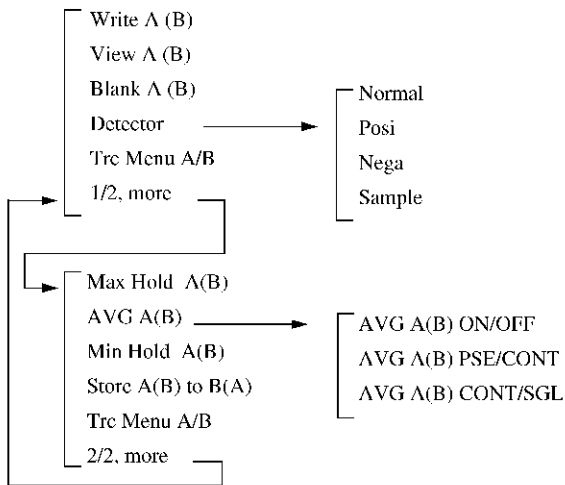 Write A (B)
View A (B)
Blank A (B)
Detector
Trc Menu A/B
1/2, more
Normal
Posi
Nega
Sample
Max Hold A(B)
AVG A(B)
Min Hold A(B)
Store A(B) to B(A)
Trc Menu A/B
2/2, more
AVG A(B) ON/OFF
AVG A(B) PSE/CONT
AVG A(B) CONT/SGL